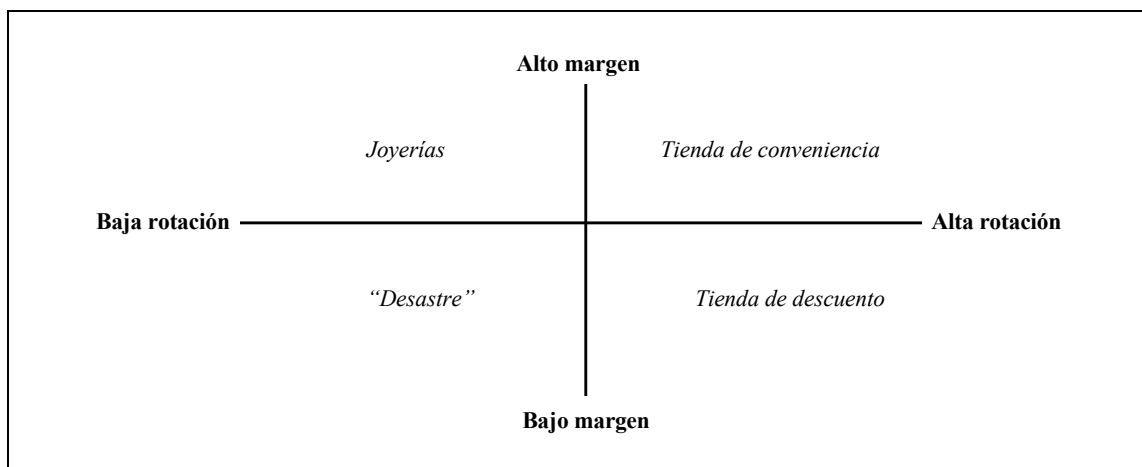 Alto margen
Joyerías Tienda de conveniencia
Baja rotación Alta rotación
“Desastre” Tienda de descuento
Bajo margen